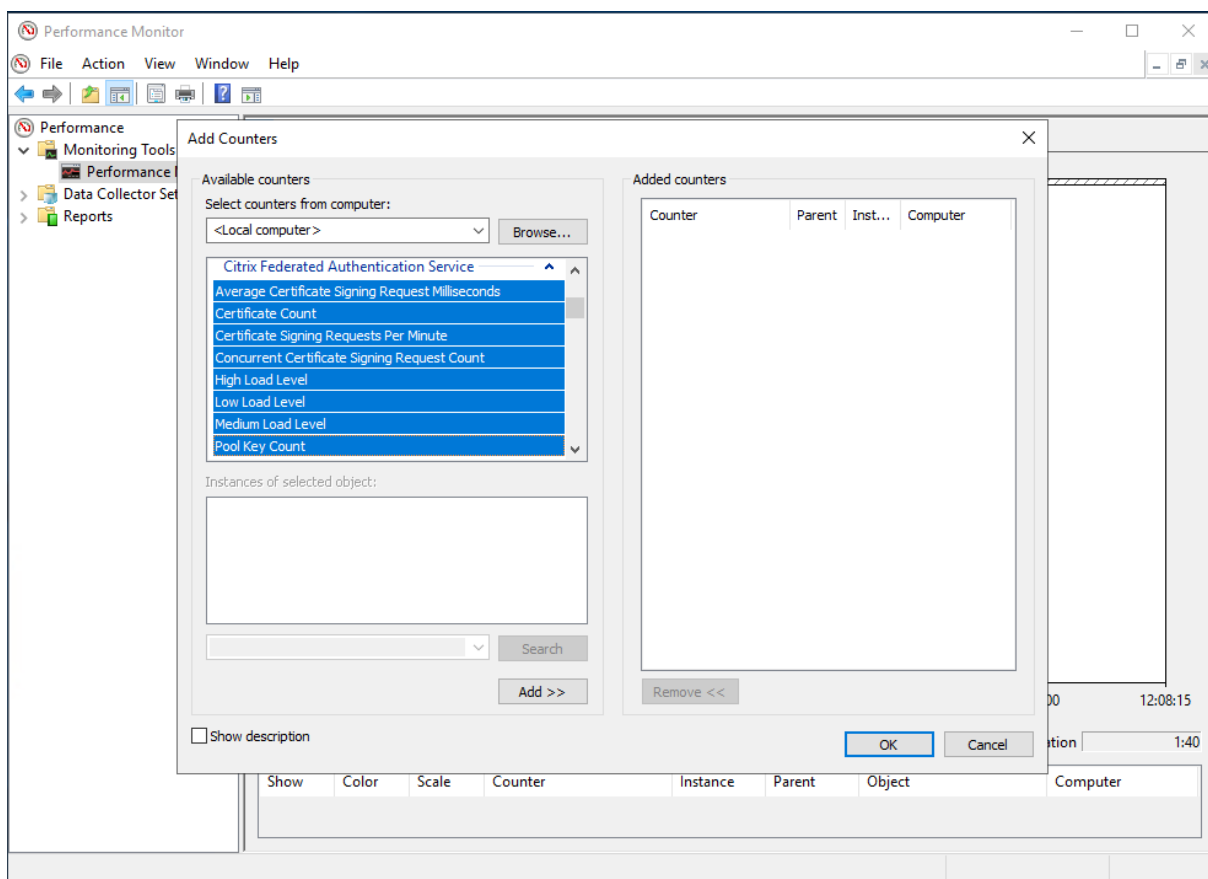 Performance Monitor
File Action View Window Help
Performance
Monitoring Tools
Performance
Data Collector Set
Reports
Add Counters
Available counters
Select counters from computer:
<Local computer>
Browse...
Citrix Federated Authentication Service
Average Certificate Signing Request Milliseconds
Certificate Count
Certificate Signing Requests Per Minute
Concurrent Certificate Signing Request Count
High Load Level
Low Load Level
Medium Load Level
Pool Key Count
Instances of selected object:
Search
Add >>
Show description
Added counters
Counter Parent Inst... Computer
Remove <<
OK Cancel
00 12:08:15
ation 1:40
Show Color Scale Counter Instance Parent Object Computer